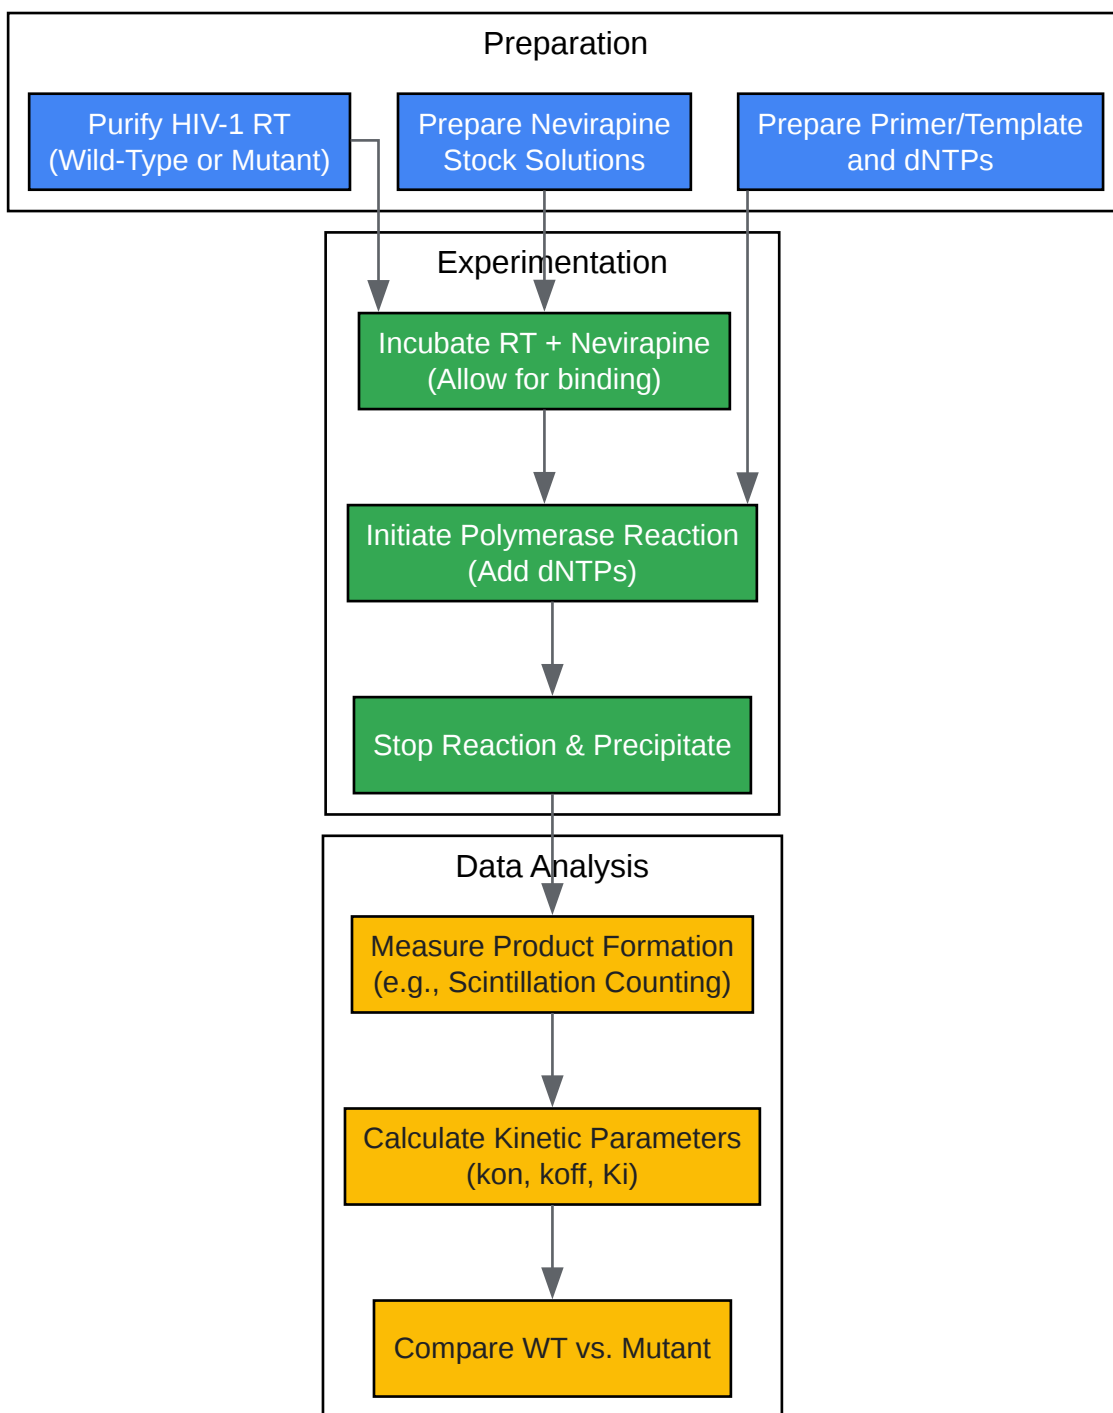 Preparation
Purify HIV-1 RT
(Wild-Type or Mutant)
Prepare Nevirapine
Stock Solutions
Prepare Primer/Template
and dNTPs
Experimentation
Incubate RT + Nevirapine
(Allow for binding)
Initiate Polymerase Reaction
(Add dNTPs)
Stop Reaction & Precipitate
Data Analysis
Measure Product Formation
(e.g., Scintillation Counting)
Calculate Kinetic Parameters
(kon, koff, Ki)
Compare WT vs. Mutant